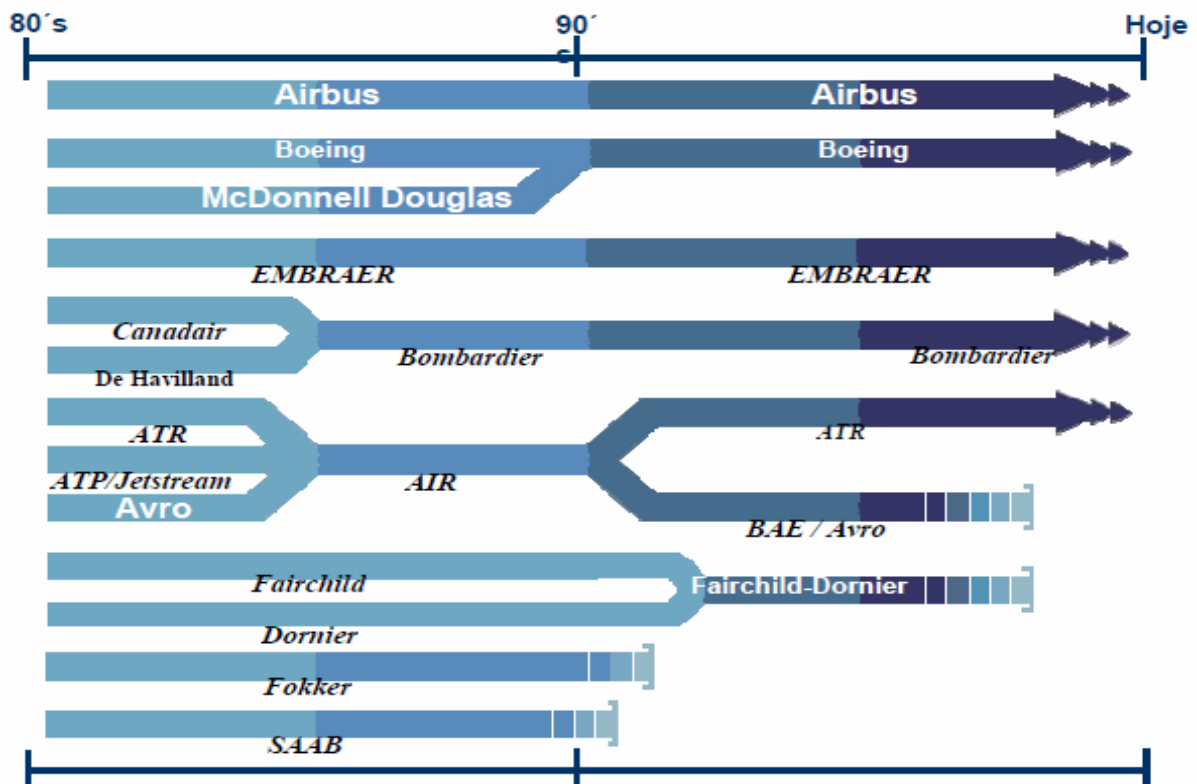 80´s 90´s Hoje
Airbus Airbus
Boeing Boeing
McDonnell Douglas
EMBRAER EMBRAER
Canadair
Bombardier Bombardier
De Havilland
ATR ATR
ATP/Jetstream AIR
Avro
BAE / Avro
Fairchild Fairchild-Dornier
Dornier
Fokker
SAAB